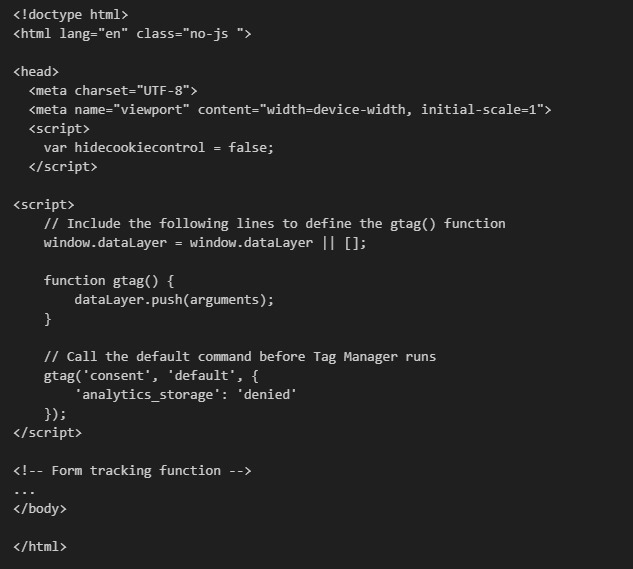 <!doctype html>
<html lang="en" class="no-js ">
<head>
<meta charset="UTF-8">
<meta name="viewport" content="width=device-width, initial-scale=1">
<script>
var hidecookiecontrol = false;
</script>
<script>
// Include the following lines to define the gtag() function
window.dataLayer = window.dataLayer || [];
function gtag() {
dataLayer.push(arguments);
}
// Call the default command before Tag Manager runs
gtag('consent', 'default', {
'analytics_storage': 'denied'
});
</script>
<!-- Form tracking function -->
...
</body>
</html>